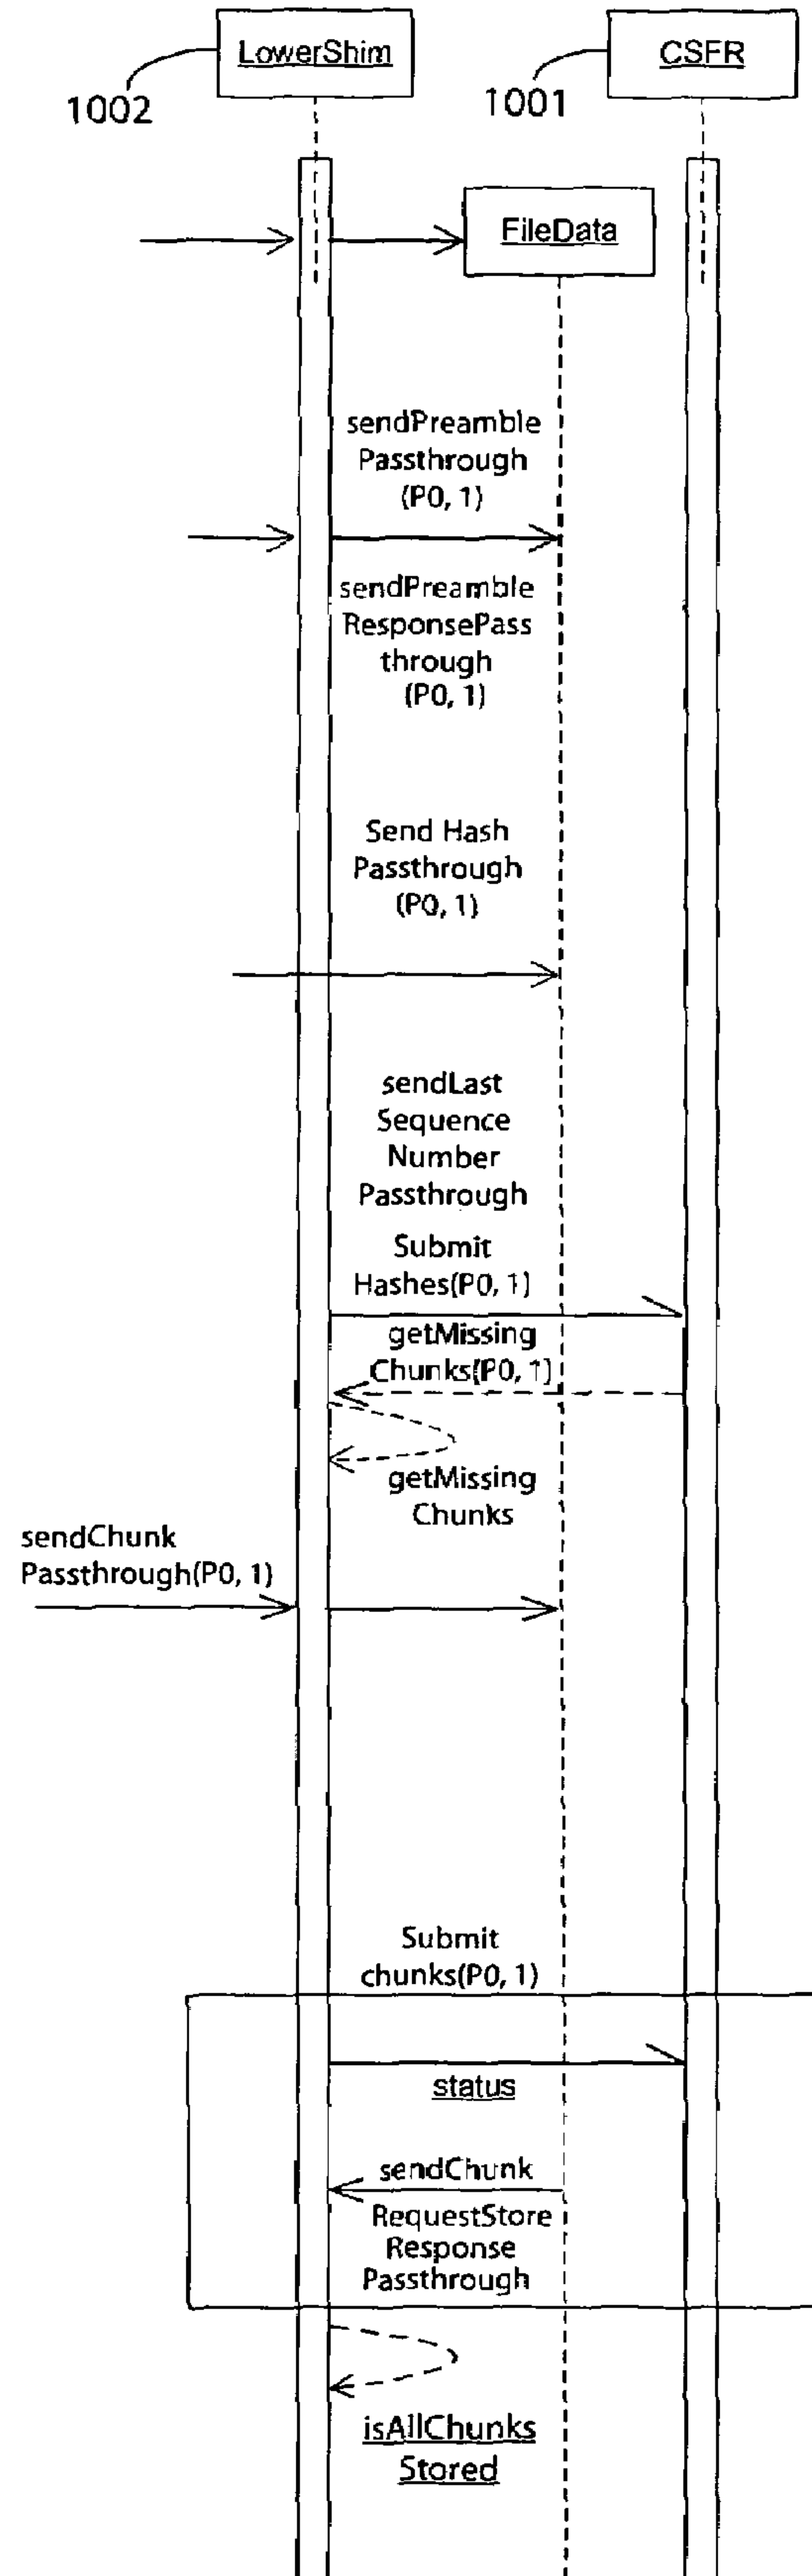 LowerShim
CSFR
1002
1001
FileData
sendPreamble
Passthrough
(P0, 1)
sendPreamble
ResponsePass
through
(P0, 1)
Send Hash
Passthrough
(P0, 1)
sendLast
Sequence
Number
Passthrough
Submit
Hashes(P0, 1)
getMissing
Chunks(P0, 1)
getMissing
Chunks
sendChunk
Passthrough(P0, 1)
Submit
chunks(P0, 1)
status
sendChunk
RequestStore
Response
Passthrough
isAllChunks
Stored